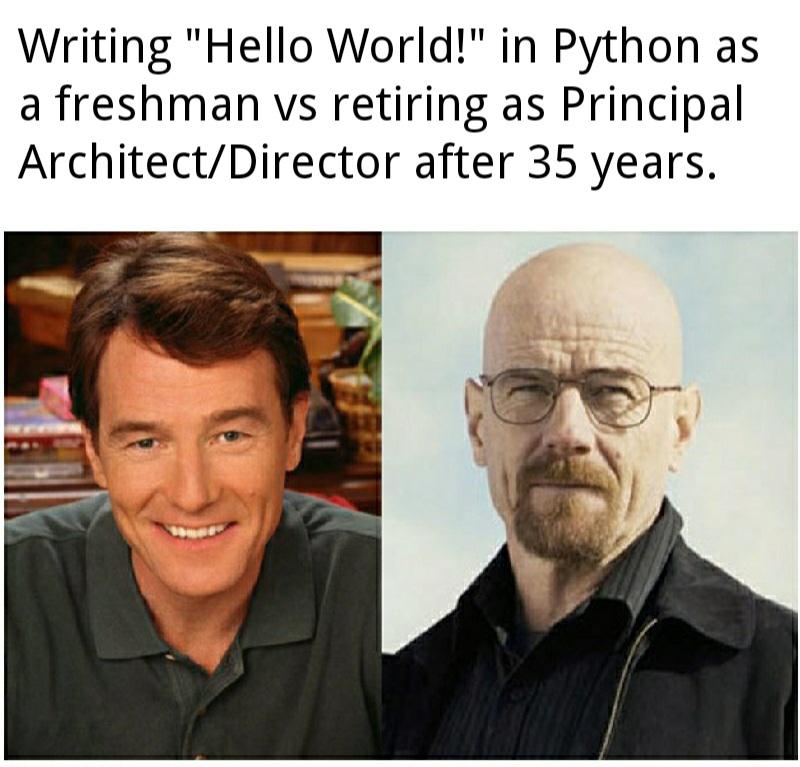 Writing "Hello World!" in Python as
a freshman vs retiring as Principal
Architect/Director after 35 years.